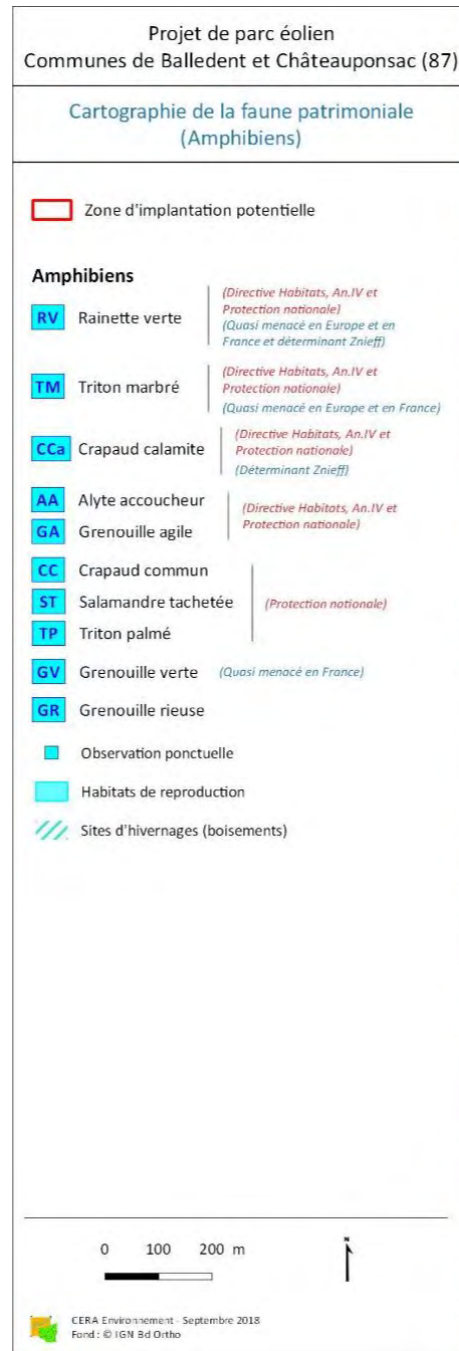 Projet de parc éolien
Communes de Balledent et Châteauponsac (87)
Cartographie de la faune patrimoniale
(Amphibiens)
Zone d'implantation potentielle
Amphibiens
RV Rainette verte
(Directive Habitats, An.IV et
Protection nationale)
(Quasi menacé en Europe et en
France et déterminant Znieff)
TM Triton marbré
(Directive Habitats, An.IV et
Protection nationale)
(Quasi menacé en Europe et en France)
CCa Crapaud calamite
(Directive Habitats, An.IV et
Protection nationale)
(Déterminant Znieff)
AA Alyte accoucheur
GA Grenouille agile
(Directive Habitats, An.IV et
Protection nationale)
CC Crapaud commun
ST Salamandre tachetée
TP Triton palmé
(Protection nationale)
GV Grenouille verte (Quasi menacé en France)
GR Grenouille rieuse
Observation ponctuelle
Habitats de reproduction
Sites d'hivernages (boisements)
0 100 200 m
N
CERA Environnement - Septembre 2018
Fond : © IGN Bd Ortho